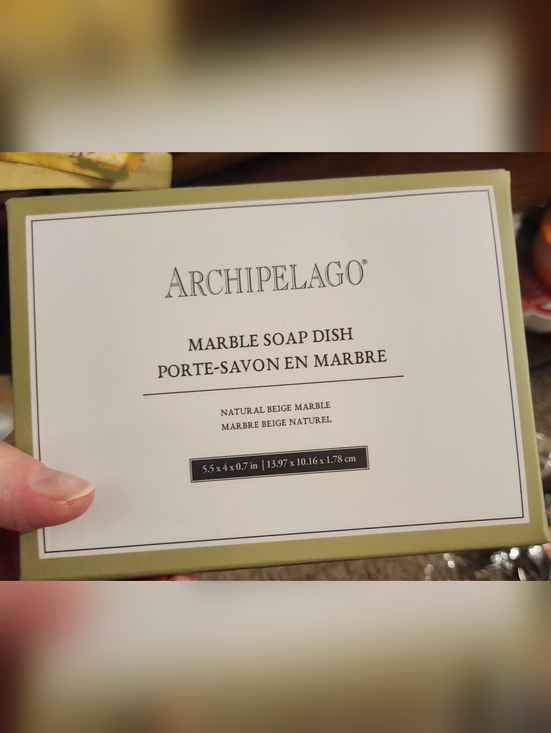 ARCHIPELAGO®
MARBLE SOAP DISH
PORTE-SAVON EN MARBRE
NATURAL BEIGE MARBLE
MARBRE BEIGE NATUREL
5.5 x 4 x 0.7 in | 13.97 x 10.16 x 1.78 cm